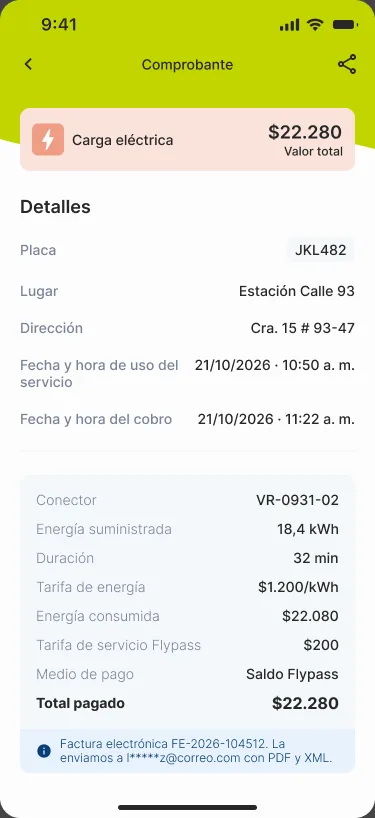 9:41
Comprobante
Carga eléctrica
$22.280
Valor total
Detalles
Placa
JKL482
Lugar
Estación Calle 93
Dirección
Cra. 15 # 93-47
Fecha y hora de uso del
servicio
21/10/2026 · 10:50 a. m.
Fecha y hora del cobro
21/10/2026 · 11:22 a. m.
Conector
VR-0931-02
Energía suministrada
18,4 kWh
Duración
32 min
Tarifa de energía
$1.200/kWh
Energía consumida
$22.080
Tarifa de servicio Flypass
$200
Medio de pago
Saldo Flypass
Total pagado
$22.280
Factura electrónica FE-2026-104512. La
enviamos a l*****z@correo.com con PDF y XML.